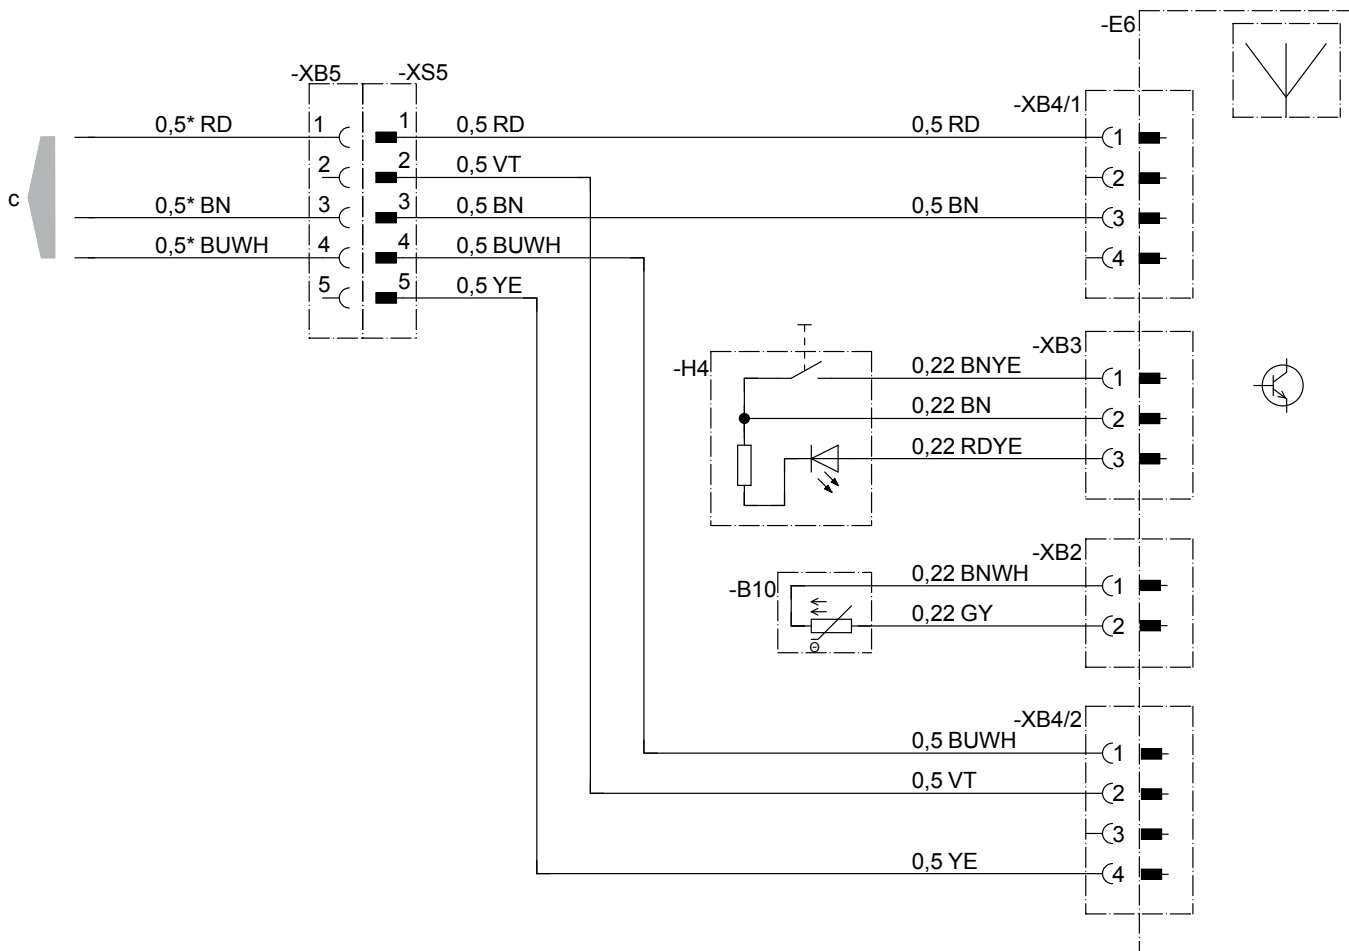 -E6
-XB5 -XS5
-XB4/1
0,5* RD 1 1 0,5 RD 0,5 RD 1
2 2 0,5 VT 2
c
0,5* BN 3 3 0,5 BN 0,5 BN 3
0,5* BUWH 4 4 0,5 BUWH 4
5 5 0,5 YE
-XB3
-H4 0,22 BNYE 1
0,22 BN 2
0,22 RDYE 3
-XB2
-B10 0,22 BNWH 1
0,22 GY 2
Θ
-XB4/2
0,5 BUWH 1
0,5 VT 2
3
0,5 YE 4